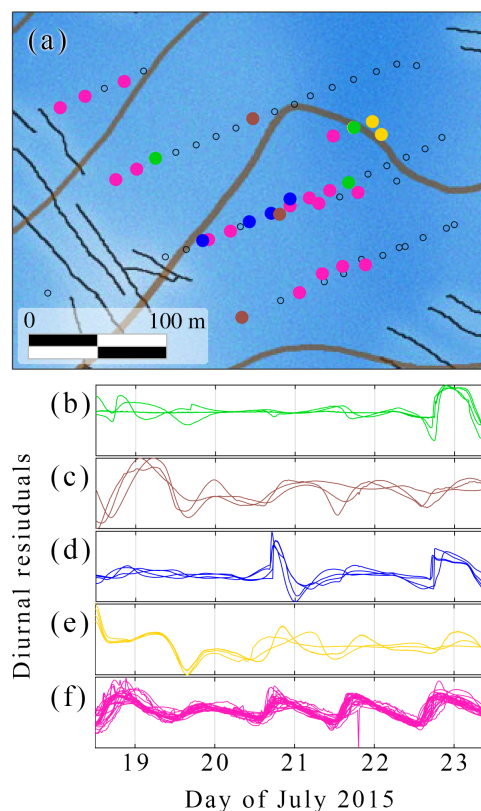 (a)
0 100 m
(b)
(c)
(d)
(e)
(f)
Diurnal resiuduals
19 20 21 22 23
Day of July 2015